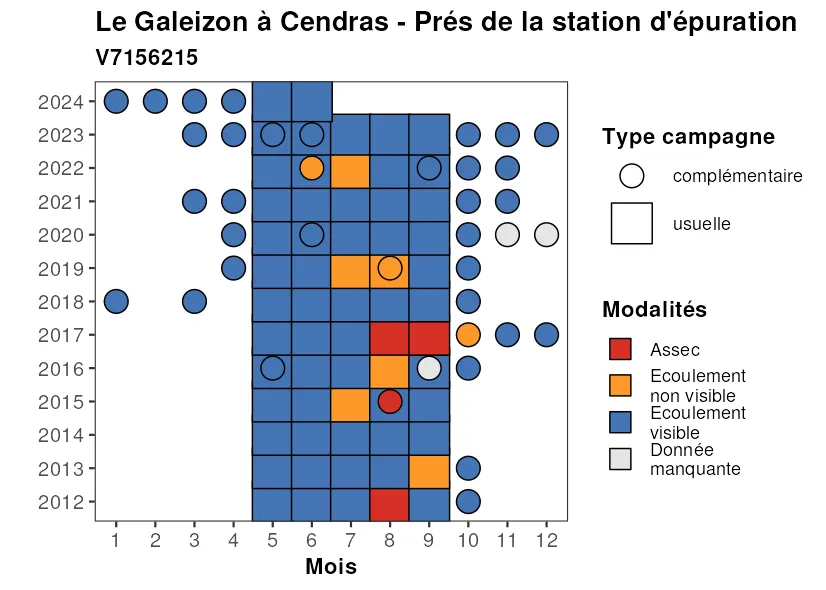 Le Galeizon à Cendras - Prés de la station d'épuration
V7156215
2024
2023
2022
2021
2020
2019
2018
2017
2016
2015
2014
2013
2012
1 2 3 4 5 6 7 8 9 10 11 12
Mois
Type campagne
complémentaire
usuelle
Modalités
Assec
Ecoulement
non visible
Ecoulement
visible
Donnée
manquante